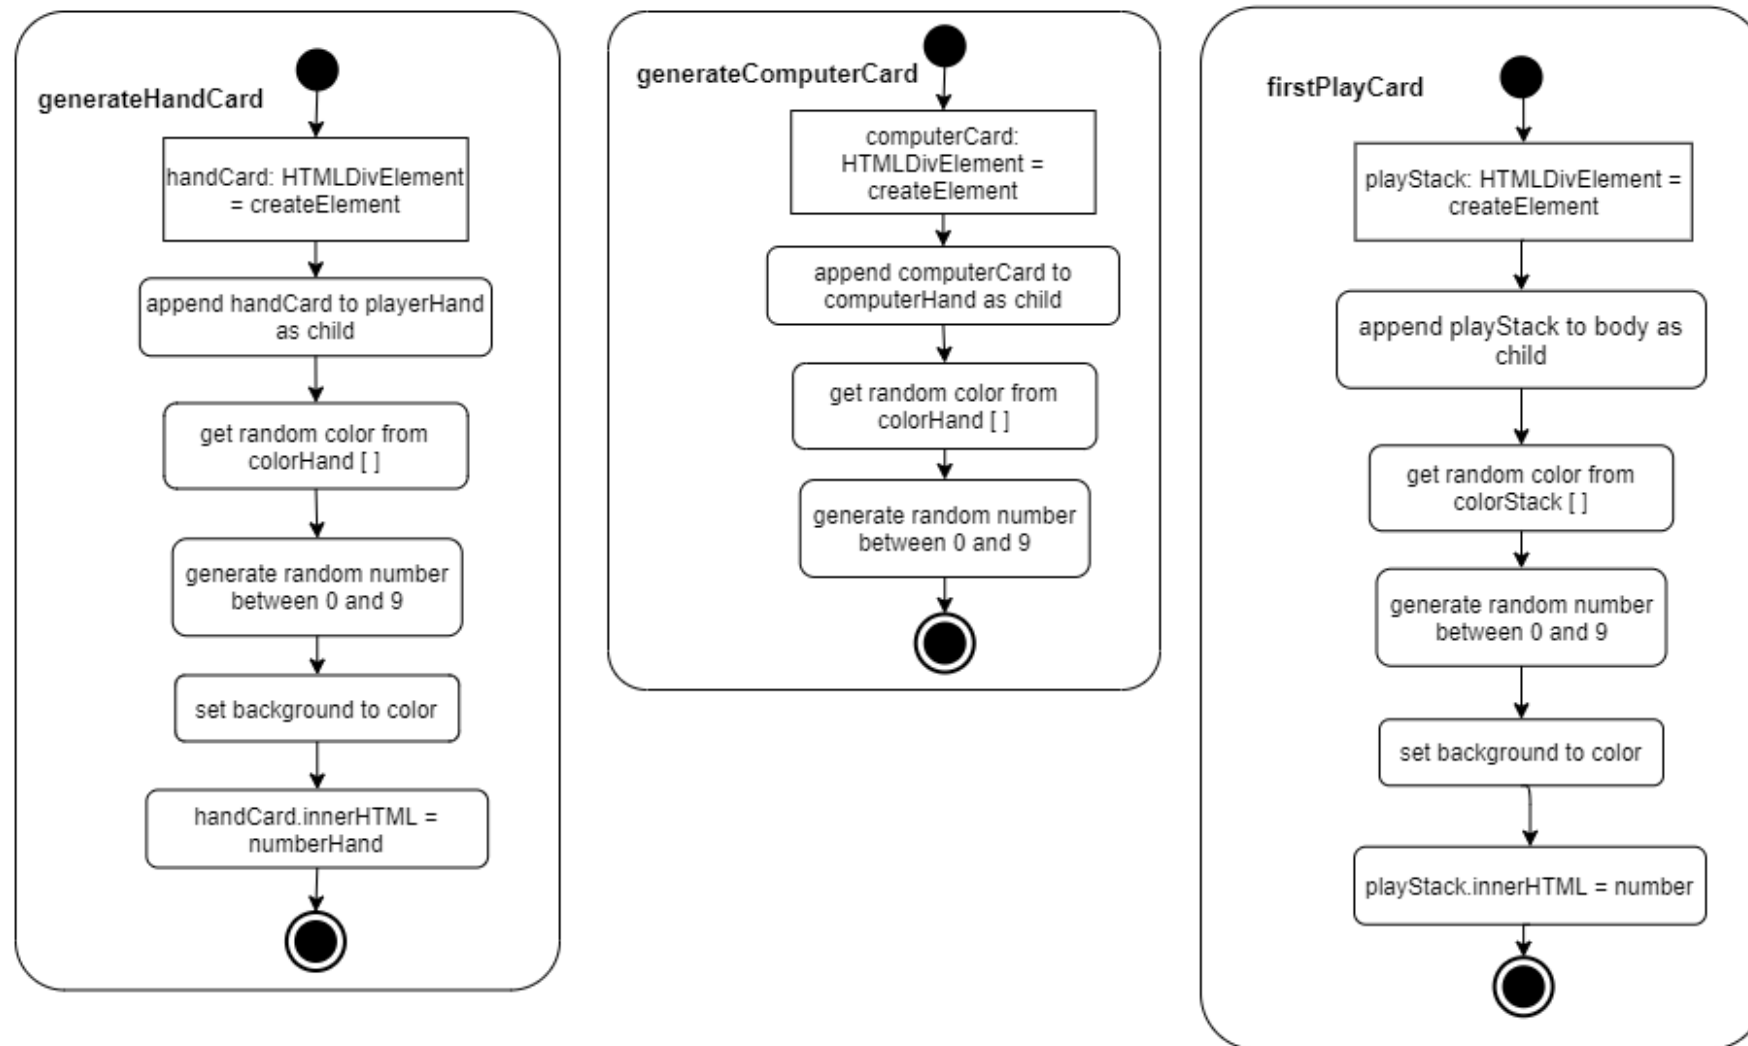 generateHandCard
handCard: HTMLDivElement
= createElement
append handCard to playerHand
as child
get random color from
colorHand [ ]
generate random number
between 0 and 9
set background to color
handCard.innerHTML =
numberHand
generateComputerCard
computerCard:
HTMLDivElement =
createElement
append computerCard to
computerHand as child
get random color from
colorHand [ ]
generate random number
between 0 and 9
firstPlayCard
playStack: HTMLDivElement =
createElement
append playStack to body as
child
get random color from
colorStack [ ]
generate random number
between 0 and 9
set background to color
playStack.innerHTML = number